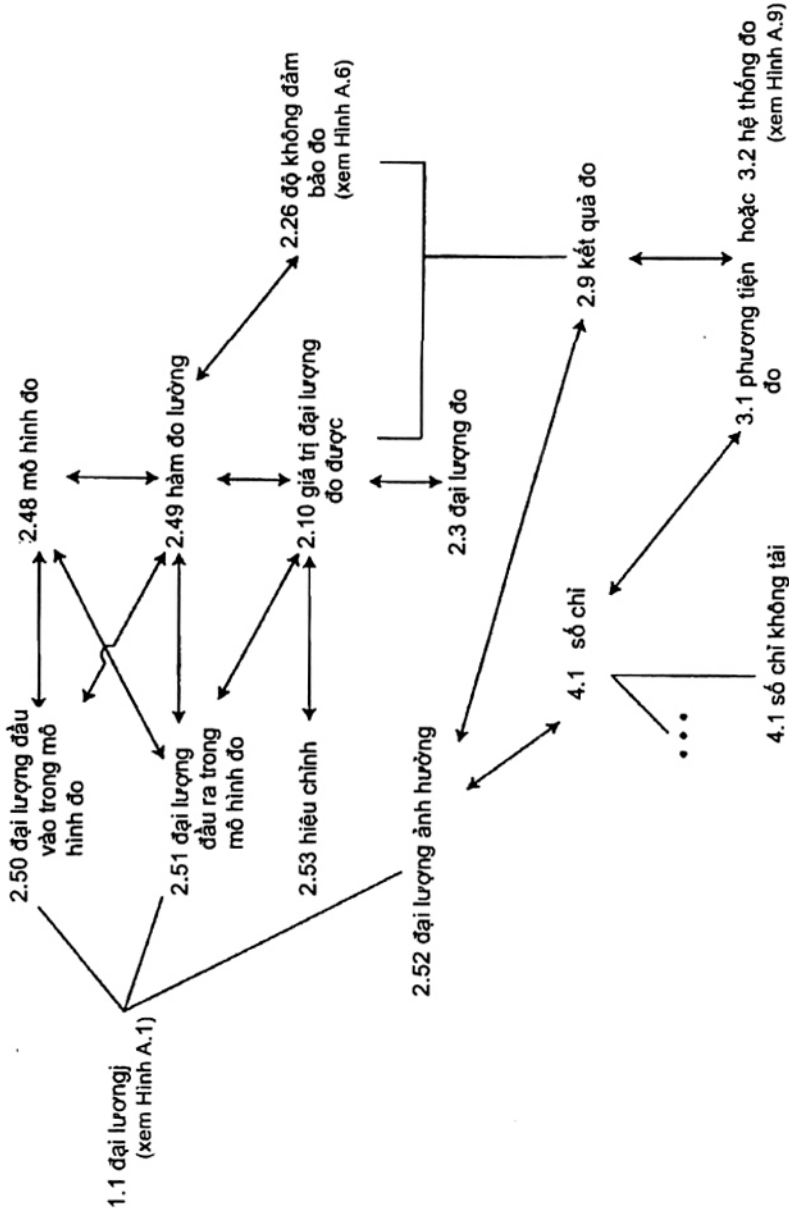 1.1 đại lươngj
(xem Hình A.1)
2.50 đại lượng đầu
vào trong mô
hình đo
2.51 đại lượng
đầu ra trong
mô hình đo
2.53 hiệu chỉnh
2.52 đại lượng ảnh hưởng
2.48 mô hình đo
2.49 hàm đo lường
2.10 giá trị đại lượng
đo được
2.3 đại lượng đo
2.26 độ không đảm
bảo đo
(xem Hình A.6)
2.9 kết quả đo
4.1 số chỉ
• • •
4.1 số chỉ không tải
3.1 phương tiện hoặc 3.2 hệ thống đo
đo
(xem Hình A.9)